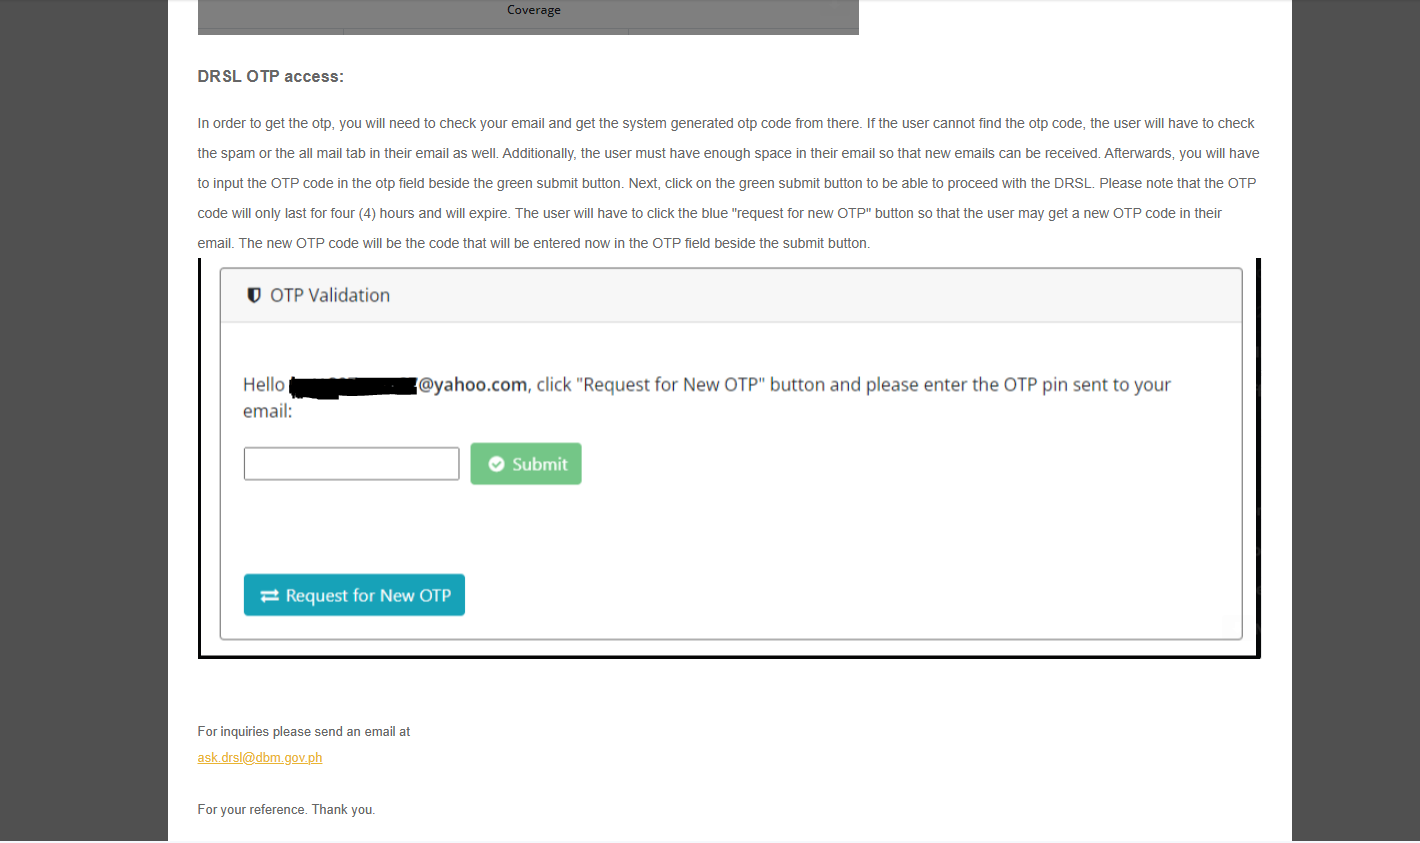 Coverage
DRSL OTP access:
In order to get the otp, you will need to check your email and get the system generated otp code from there. If the user cannot find the otp code, the user will have to check
the spam or the all mail tab in their email as well. Additionally, the user must have enough space in their email so that new emails can be received. Afterwards, you will have
to input the OTP code in the otp field beside the green submit button. Next, click on the green submit button to be able to proceed with the DRSL. Please note that the OTP
code will only last for four (4) hours and will expire. The user will have to click the blue "request for new OTP" button so that the user may get a new OTP code in their
email. The new OTP code will be the code that will be entered now in the OTP field beside the submit button.
OTP Validation
Hello @yahoo.com, click "Request for New OTP" button and please enter the OTP pin sent to your
email:
Submit
Request for New OTP
For inquiries please send an email at
ask.drsl@dbm.gov.ph
For your reference. Thank you.